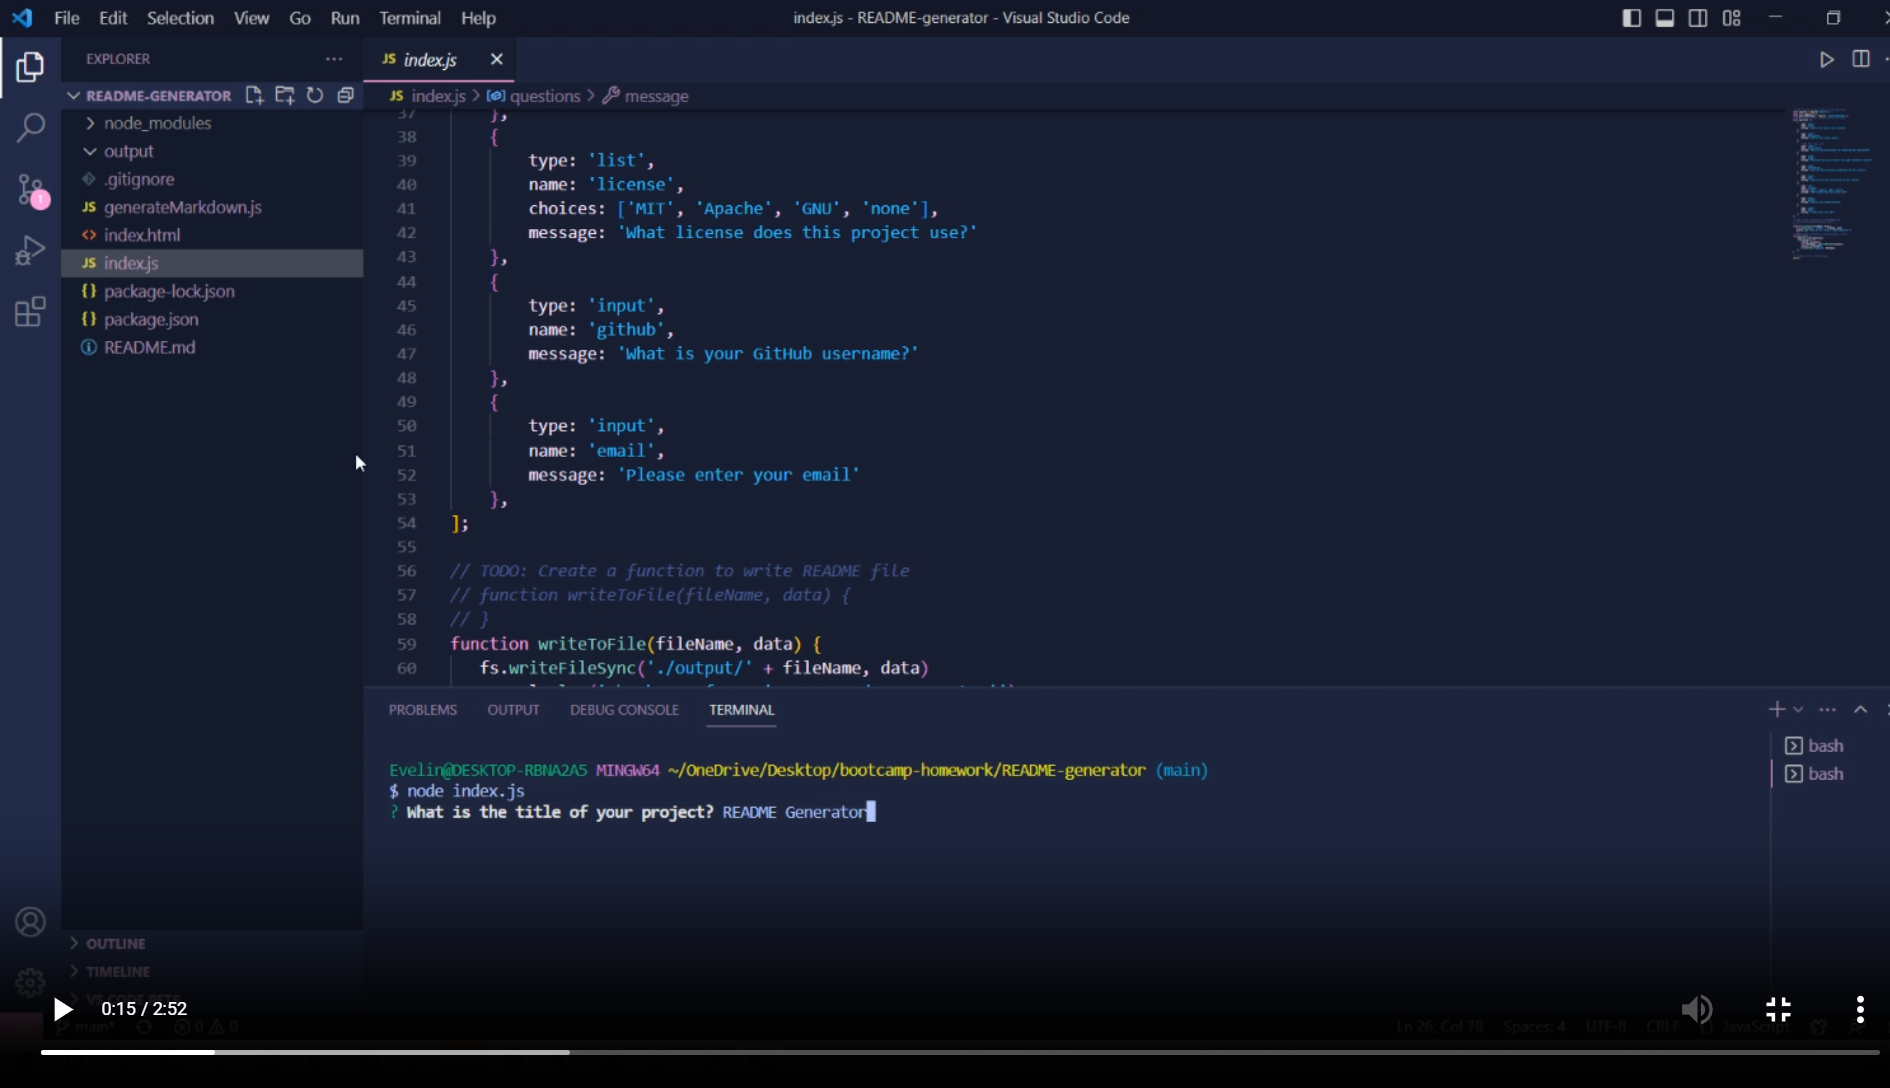 File Edit Selection View Go Run Terminal Help
index.js - README-generator - Visual Studio Code
EXPLORER
README-GENERATOR
node_modules
output
.gitignore
JS generateMarkdown.js
<> index.html
JS index.js
{} package-lock.json
{} package.json
README.md
1
OUTLINE
TIMELINE
JS index.js
JS index.js > questions > message
37 },
38 {
39 type: 'list',
40 name: 'license',
41 choices: ['MIT', 'Apache', 'GNU', 'none'],
42 message: 'What license does this project use?'
43 },
44 {
45 type: 'input',
46 name: 'github',
47 message: 'What is your GitHub username?'
48 },
49 {
50 type: 'input',
51 name: 'email',
52 message: 'Please enter your email'
53 },
54 ];
55
56 // TODO: Create a function to write README file
57 // function writeToFile(fileName, data) {
58 // }
59 function writeToFile(fileName, data) {
60 fs.writeFileSync('./output/' + fileName, data)
PROBLEMS OUTPUT DEBUG CONSOLE TERMINAL
bash
bash
Evelin@DESKTOP-RBNA2A5 MINGW64 ~/OneDrive/Desktop/bootcamp-homework/README-generator (main)
$ node index.js
? What is the title of your project? README Generator
0:15 / 2:52
main* 0 0
Ln 26, Col 78 Spaces: 4 UTF-8 CRLF {} JavaScript